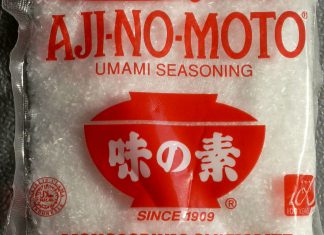 AJI-NO-MOTO®
UMAMI SEASONING
味の素
®
SINCE 1909